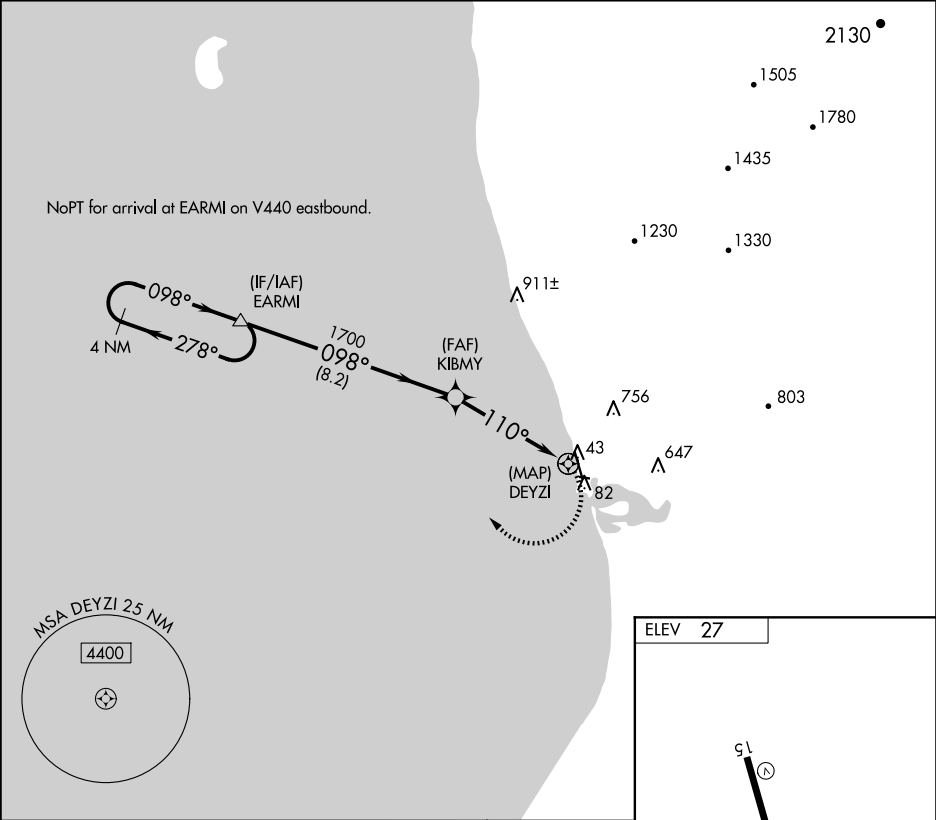 2130
1505
1780
1435
NoPT for arrival at EARMI on V440 eastbound.
1230
1330
(IF/IAF)
EARMI
911±
098°
4 NM
278°
1700
098°
(8.2)
(FAF)
KIBMY
110°
756
803
43
647
(MAP)
DEYZI
82
MSA DEYZI 25 NM
4400
ELEV 27
15
V